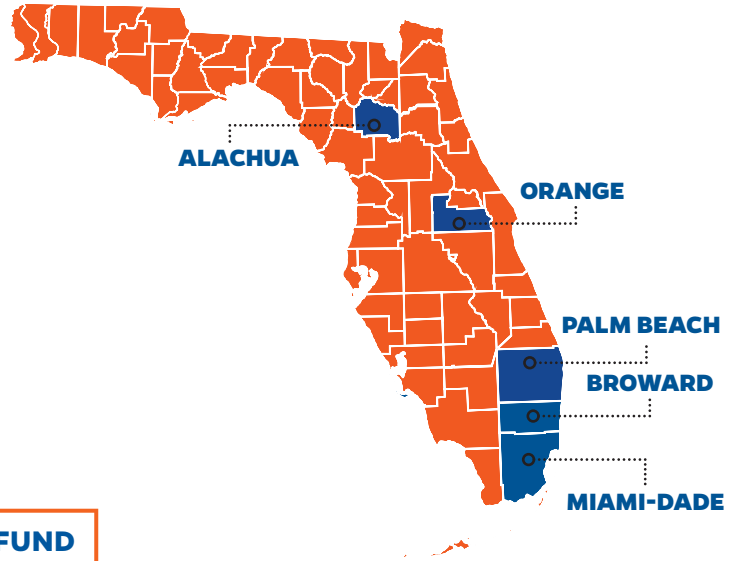 ALACHUA
ORANGE
PALM BEACH
BROWARD
MIAMI-DADE
FUND